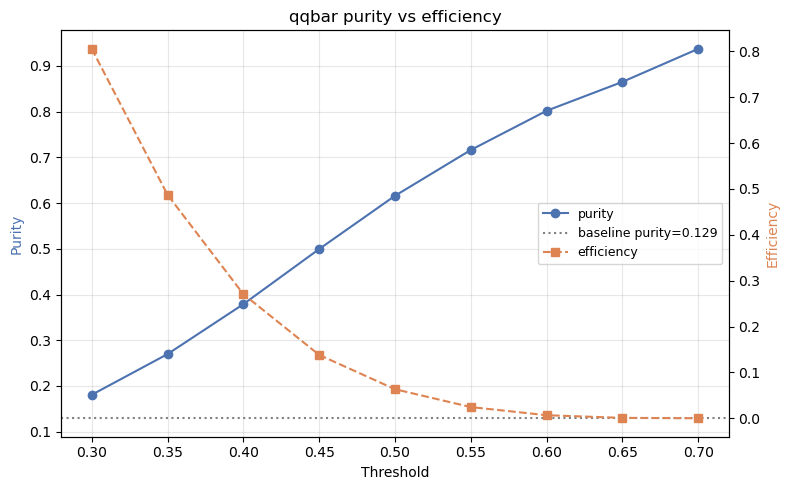 qqbar purity vs efficiency
0.9
0.8
0.7
0.6
0.5
0.4
0.3
0.2
0.1
Purity
0.8
0.7
0.6
0.5
0.4
0.3
0.2
0.1
0.0
Efficiency
purity
baseline purity=0.129
efficiency
0.30 0.35 0.40 0.45 0.50 0.55 0.60 0.65 0.70
Threshold